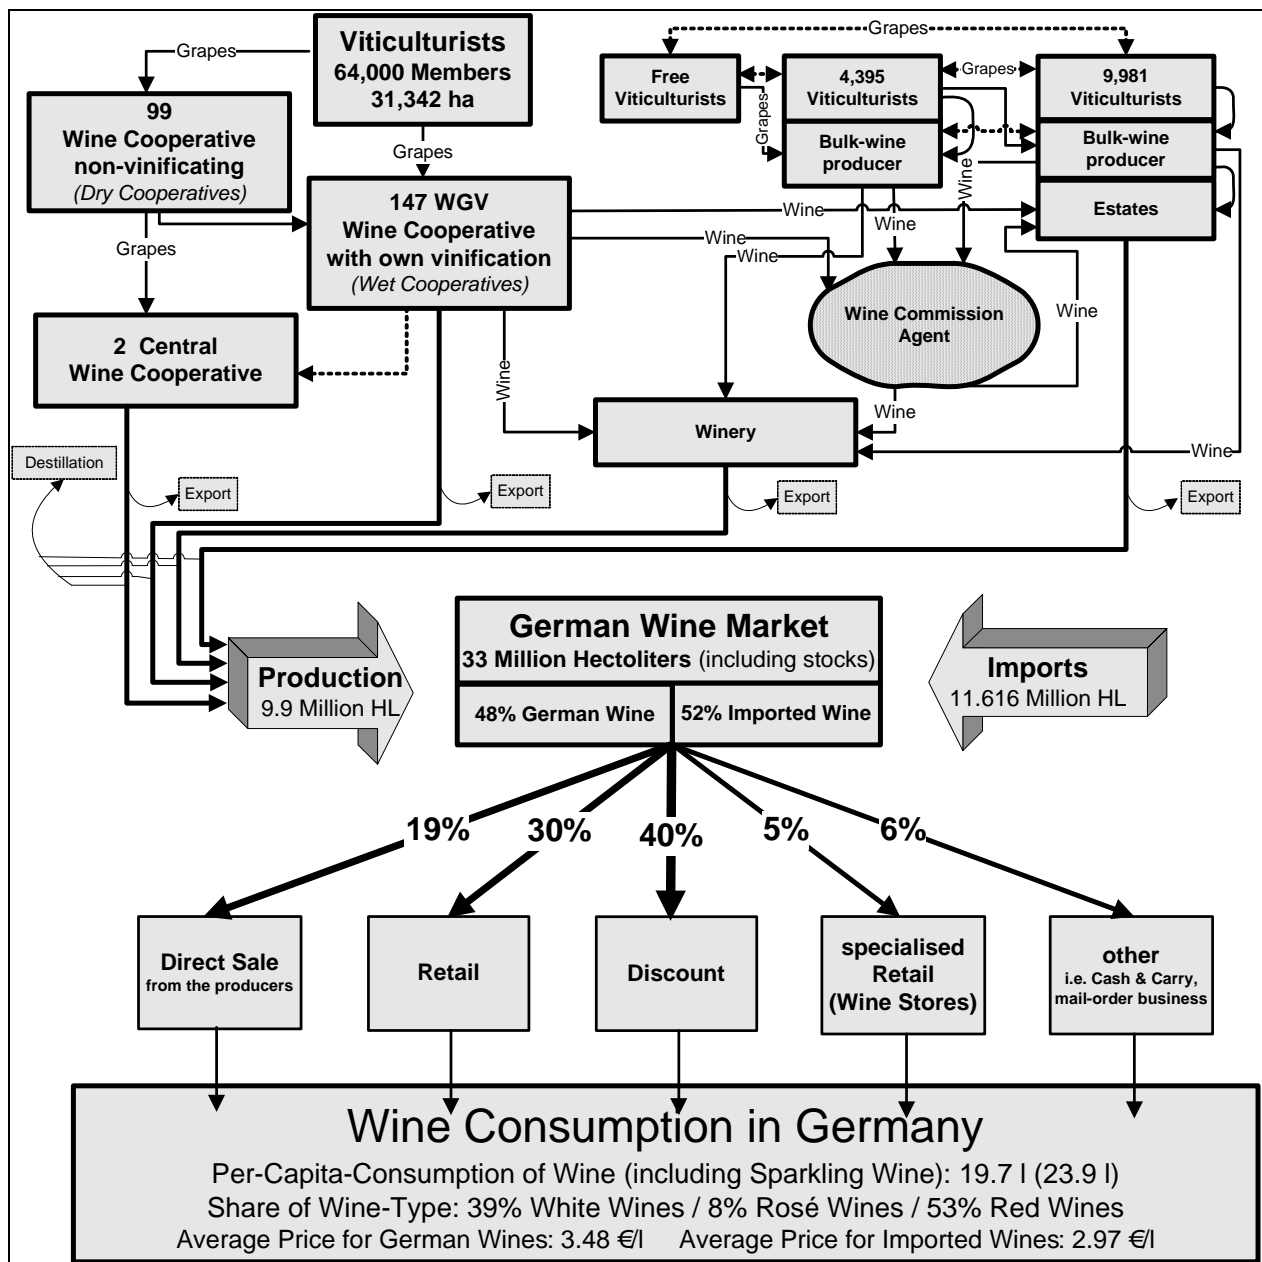 Grapes
Viticulturists
64,000 Members
31,342 ha
Grapes
Free
Viticulturists
4,395
Viticulturists
Grapes
9,981
Viticulturists
99
Wine Cooperative
non-vinificating
(Dry Cooperatives)
Grapes
Grapes
Bulk-wine
producer
Bulk-wine
producer
Wine
Estates
147 WGV
Wine Cooperative
with own vinification
(Wet Cooperatives)
Grapes
Wine
Wine
Wine
Wine
2 Central
Wine Cooperative
Wine Commission
Agent
Wine
Wine
Wine
Winery
Wine
Destillation
Export
Export
Export
Export
German Wine Market
33 Million Hectoliters (including stocks)
48% German Wine
52% Imported Wine
Production
9.9 Million HL
Imports
11.616 Million HL
19%
30%
40%
5%
6%
Direct Sale
from the producers
Retail
Discount
specialised
Retail
(Wine Stores)
other
i.e. Cash & Carry,
mail-order business
Wine Consumption in Germany
Per-Capita-Consumption of Wine (including Sparkling Wine): 19.7 l (23.9 l)
Share of Wine-Type: 39% White Wines / 8% Rosé Wines / 53% Red Wines
Average Price for German Wines: 3.48 €/l Average Price for Imported Wines: 2.97 €/l